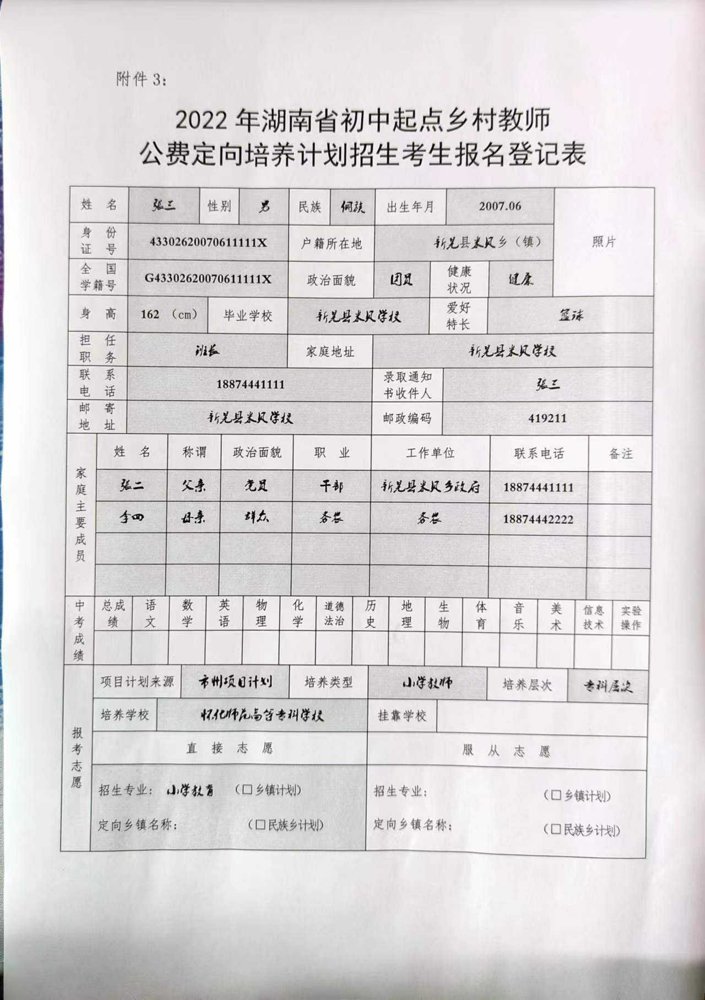 附件 3：
2022 年湖南省初中起点乡村教师
公费定向培养计划招生考生报名登记表
姓 名 张三 性别 男 民族 侗族 出生年月 2007.06 照片
身 份 证 号 43302620070611111X 户籍所在地 新晃县米贝乡（镇）
全 国 学籍号 G43302620070611111X 政治面貌 团员 健康状况 健康
身 高 162 （cm） 毕业学校 新晃县米贝学校 爱好特长 篮球
担 任 职 务 班长 家庭地址 新晃县米贝学校
联 系 电 话 18874441111 录取通知书收件人 张三
邮 寄 地 址 新晃县米贝学校 邮政编码 419211
家庭主要成员
姓 名 称谓 政治面貌 职 业 工作单位 联系电话 备注
张二 父亲 党员 干部 新晃县米贝乡政府 18874441111
李四 母亲 群众 务农 务农 18874442222
中考成绩
总成绩 语文 数学 英语 物理 化学 道德法治 历史 地理 生物 体育 音乐 美术 信息技术 实验操作
报考志愿
项目计划来源 市州项目计划 培养类型 小学教师 培养层次 专科层次
培养学校 怀化师范高等专科学校 挂靠学校
直 接 志 愿 服 从 志 愿
招生专业： 小学教育 （□乡镇计划） 招生专业： （□乡镇计划）
定向乡镇名称： （□民族乡计划） 定向乡镇名称： （□民族乡计划）